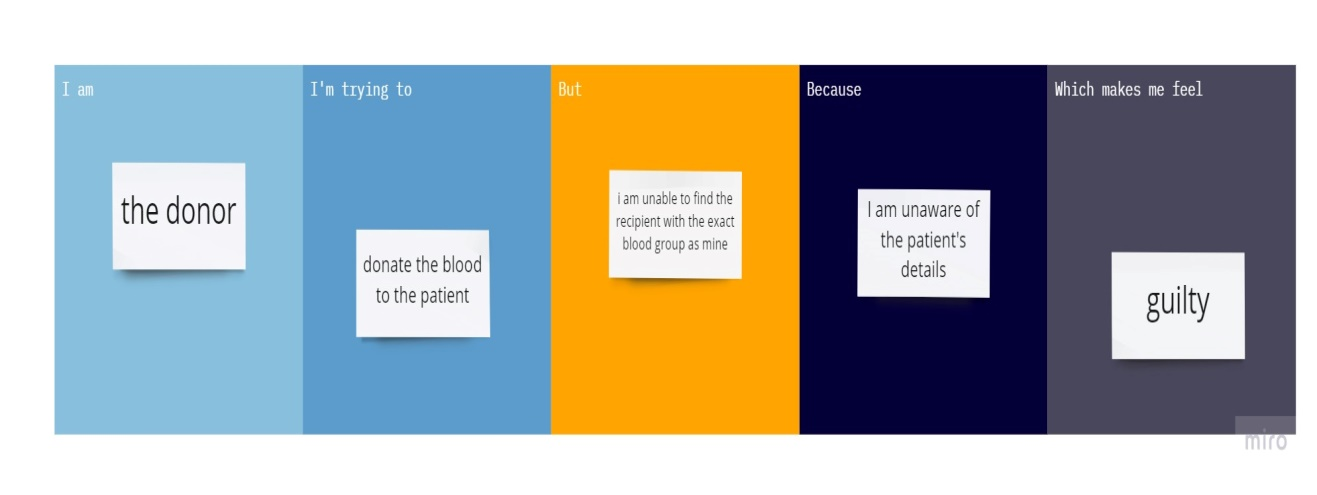 I am
the donor
I'm trying to
donate the blood
to the patient
But
i am unable to find the
recipient with the exact
blood group as mine
Because
I am unaware of
the patient's
details
Which makes me feel
guilty
miro